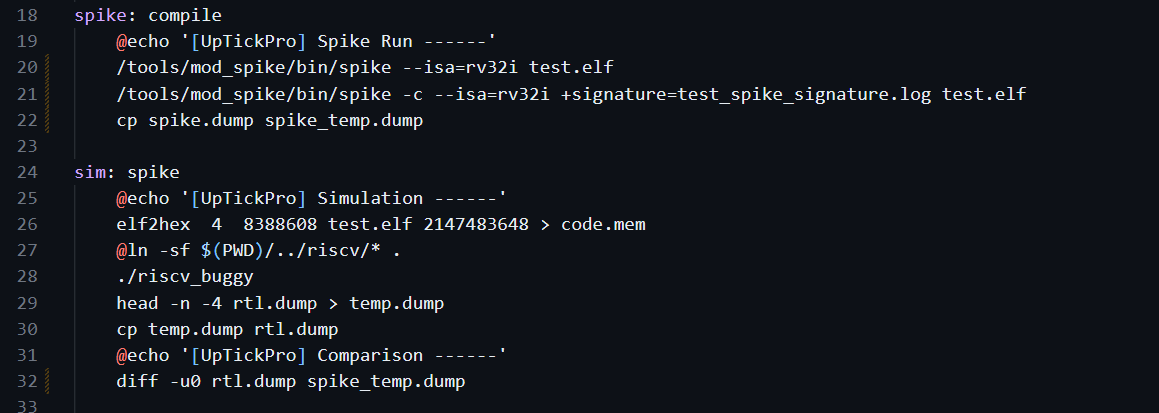 18 spike: compile
19 @echo '[UpTickPro] Spike Run ------'
20 /tools/mod_spike/bin/spike --isa=rv32i test.elf
21 /tools/mod_spike/bin/spike -c --isa=rv32i +signature=test_spike_signature.log test.elf
22 cp spike.dump spike_temp.dump
23
24 sim: spike
25 @echo '[UpTickPro] Simulation ------'
26 elf2hex  4  8388608 test.elf 2147483648 > code.mem
27 @ln -sf $(PWD)/../riscv/* .
28 ./riscv_buggy
29 head -n -4 rtl.dump > temp.dump
30 cp temp.dump rtl.dump
31 @echo '[UpTickPro] Comparison ------'
32 diff -u0 rtl.dump spike_temp.dump
33